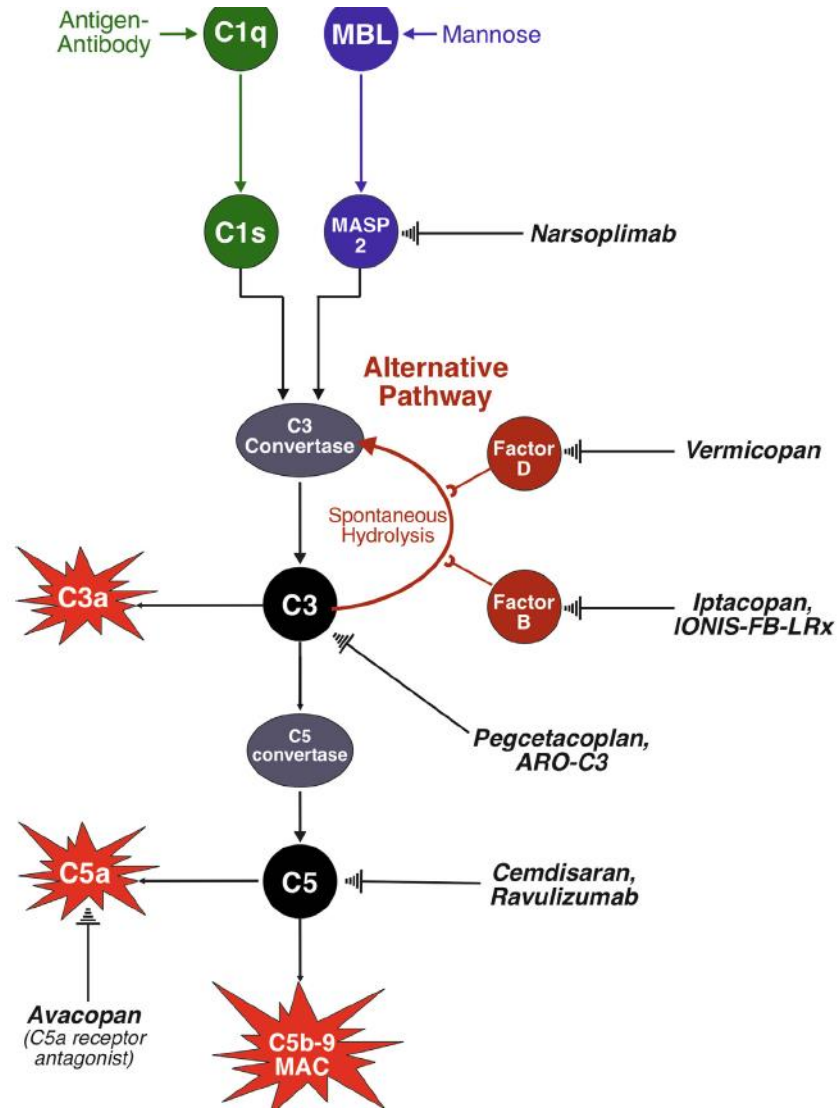 Antigen-
Antibody
C1q
MBL
Mannose
C1s
MASP
2
Narsoplimab
Alternative
Pathway
C3
Convertase
Factor
D
Vermicopan
Spontaneous
Hydrolysis
C3a
C3
Factor
B
Iptacopan,
IONIS-FB-LRx
C5
convertase
Pegcetacoplan,
ARO-C3
C5a
C5
Cemdisaran,
Ravulizumab
Avacopan
(C5a receptor
antagonist)
C5b-9
MAC